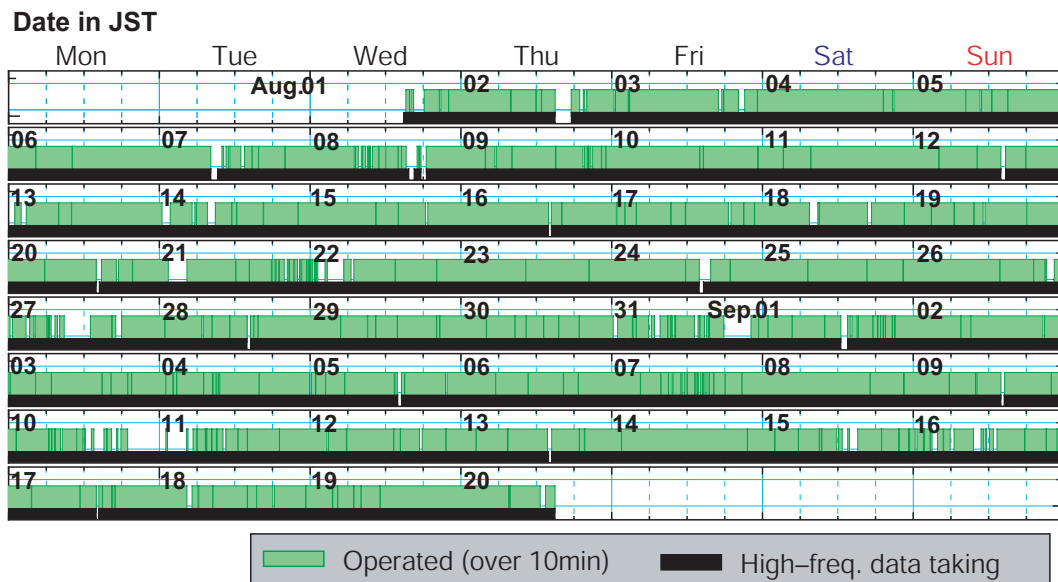 Date in JST
Mon Tue Wed Thu Fri Sat Sun
Aug.01 02 03 04 05
06 07 08 09 10 11 12
13 14 15 16 17 18 19
20 21 22 23 24 25 26
27 28 29 30 31 Sep.01 02
03 04 05 06 07 08 09
10 11 12 13 14 15 16
17 18 19 20
Operated (over 10min) High–freq. data taking